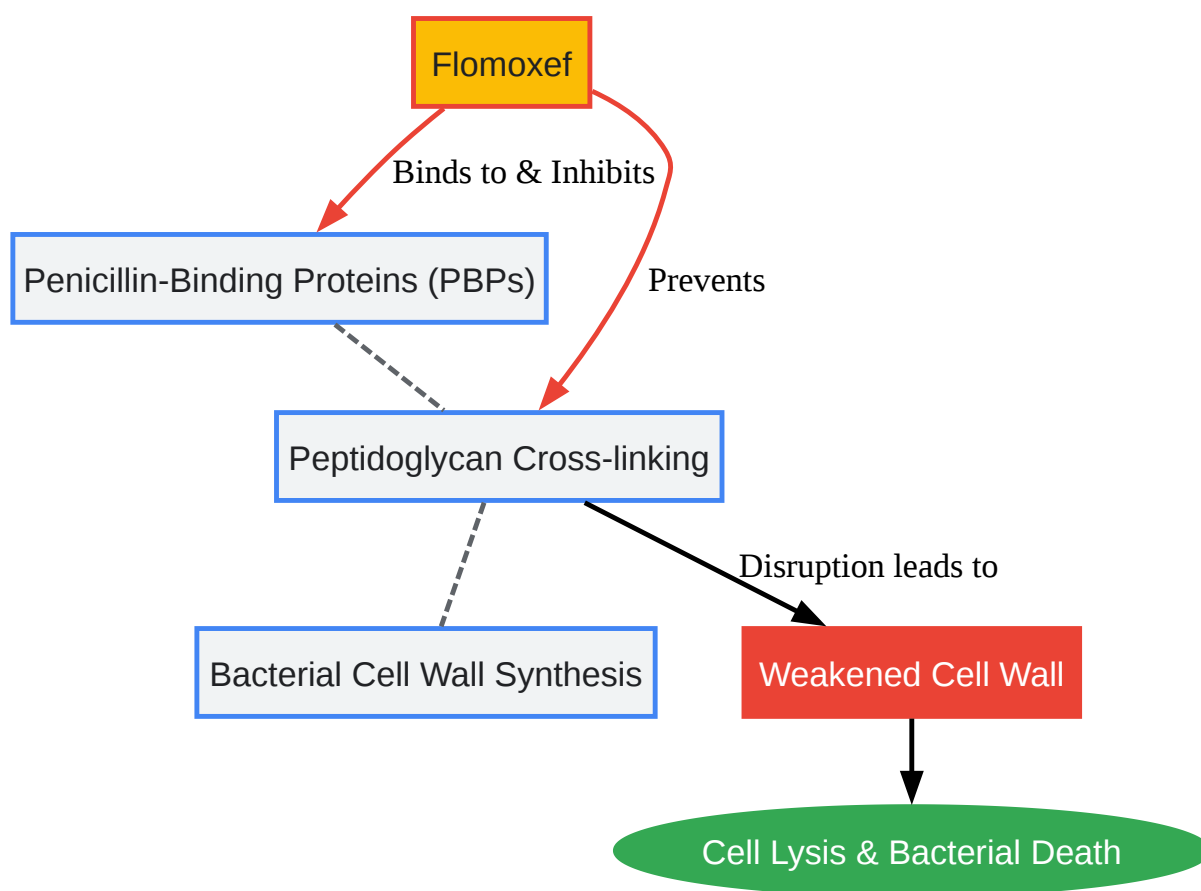 Flomoxef
Binds to & Inhibits
Penicillin-Binding Proteins (PBPs)
Prevents
Peptidoglycan Cross-linking
Disruption leads to
Bacterial Cell Wall Synthesis
Weakened Cell Wall
Cell Lysis & Bacterial Death